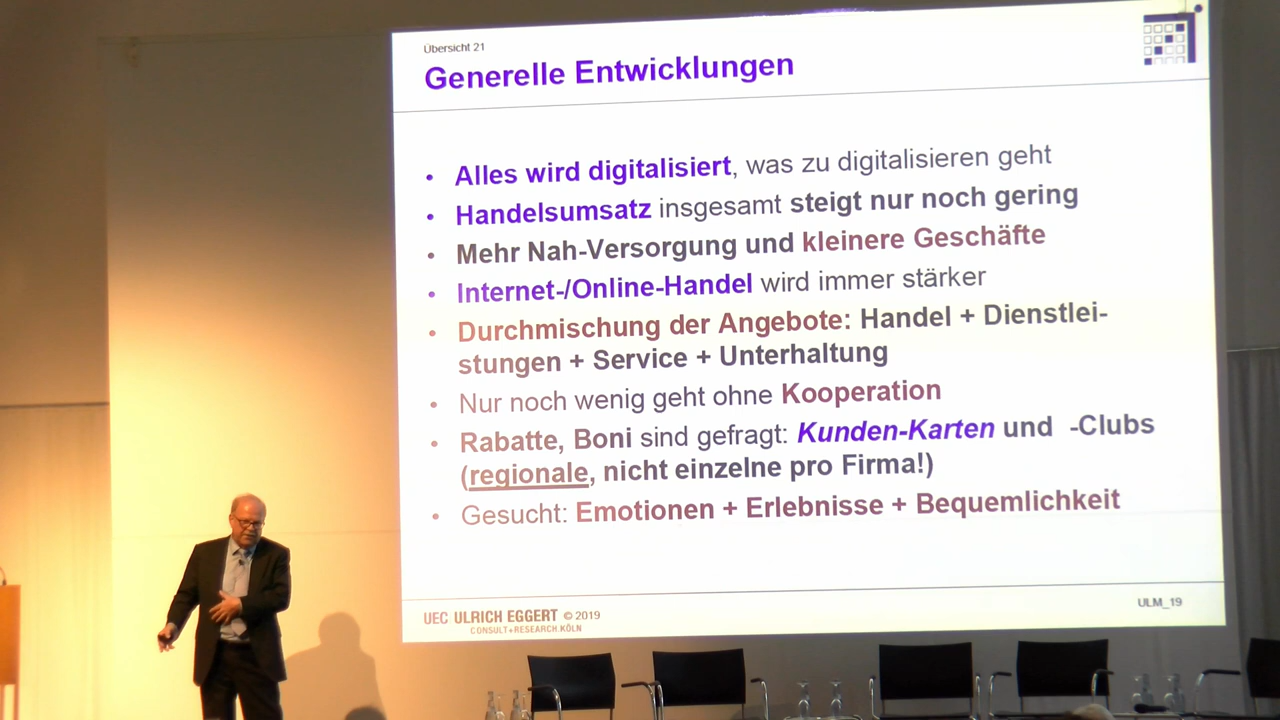 Übersicht 21
Generelle Entwicklungen
• Alles wird digitalisiert, was zu digitalisieren geht
• Handelsumsatz insgesamt steigt nur noch gering
• Mehr Nah-Versorgung und kleinere Geschäfte
• Internet-/Online-Handel wird immer stärker
• Durchmischung der Angebote: Handel + Dienstlei-
stungen + Service + Unterhaltung
• Nur noch wenig geht ohne Kooperation
• Rabatte, Boni sind gefragt: Kunden-Karten und -Clubs
(regionale, nicht einzelne pro Firma!)
• Gesucht: Emotionen + Erlebnisse + Bequemlichkeit
UEC ULRICH EGGERT © 2019
CONSULT+RESEARCH.KÖLN
ULM_19